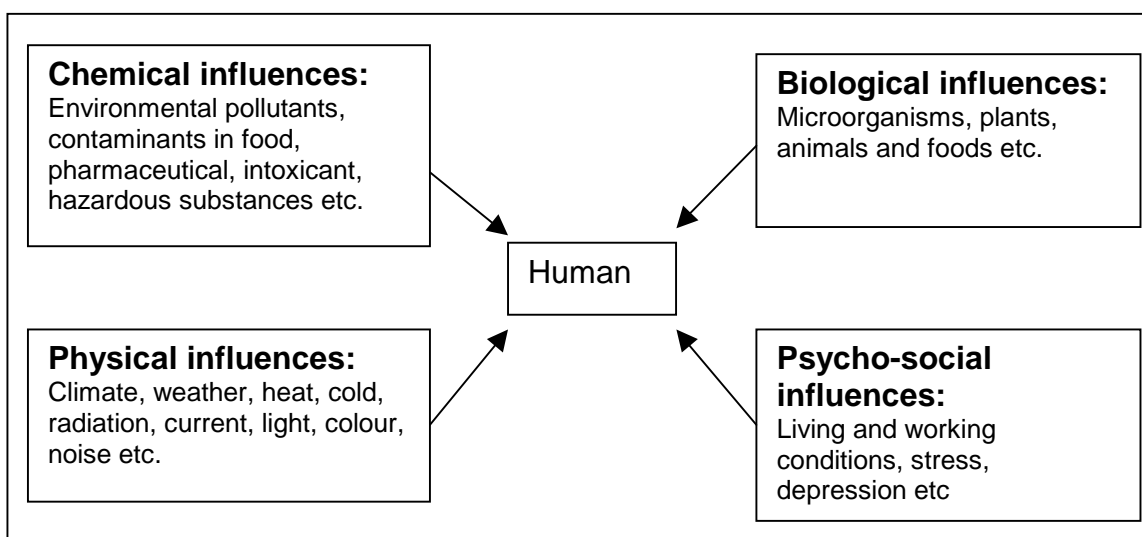 Chemical influences:
Environmental pollutants,
contaminants in food,
pharmaceutical, intoxicant,
hazardous substances etc.
Biological influences:
Microorganisms, plants,
animals and foods etc.
Human
Physical influences:
Climate, weather, heat, cold,
radiation, current, light, colour,
noise etc.
Psycho-social
influences:
Living and working
conditions, stress,
depression etc